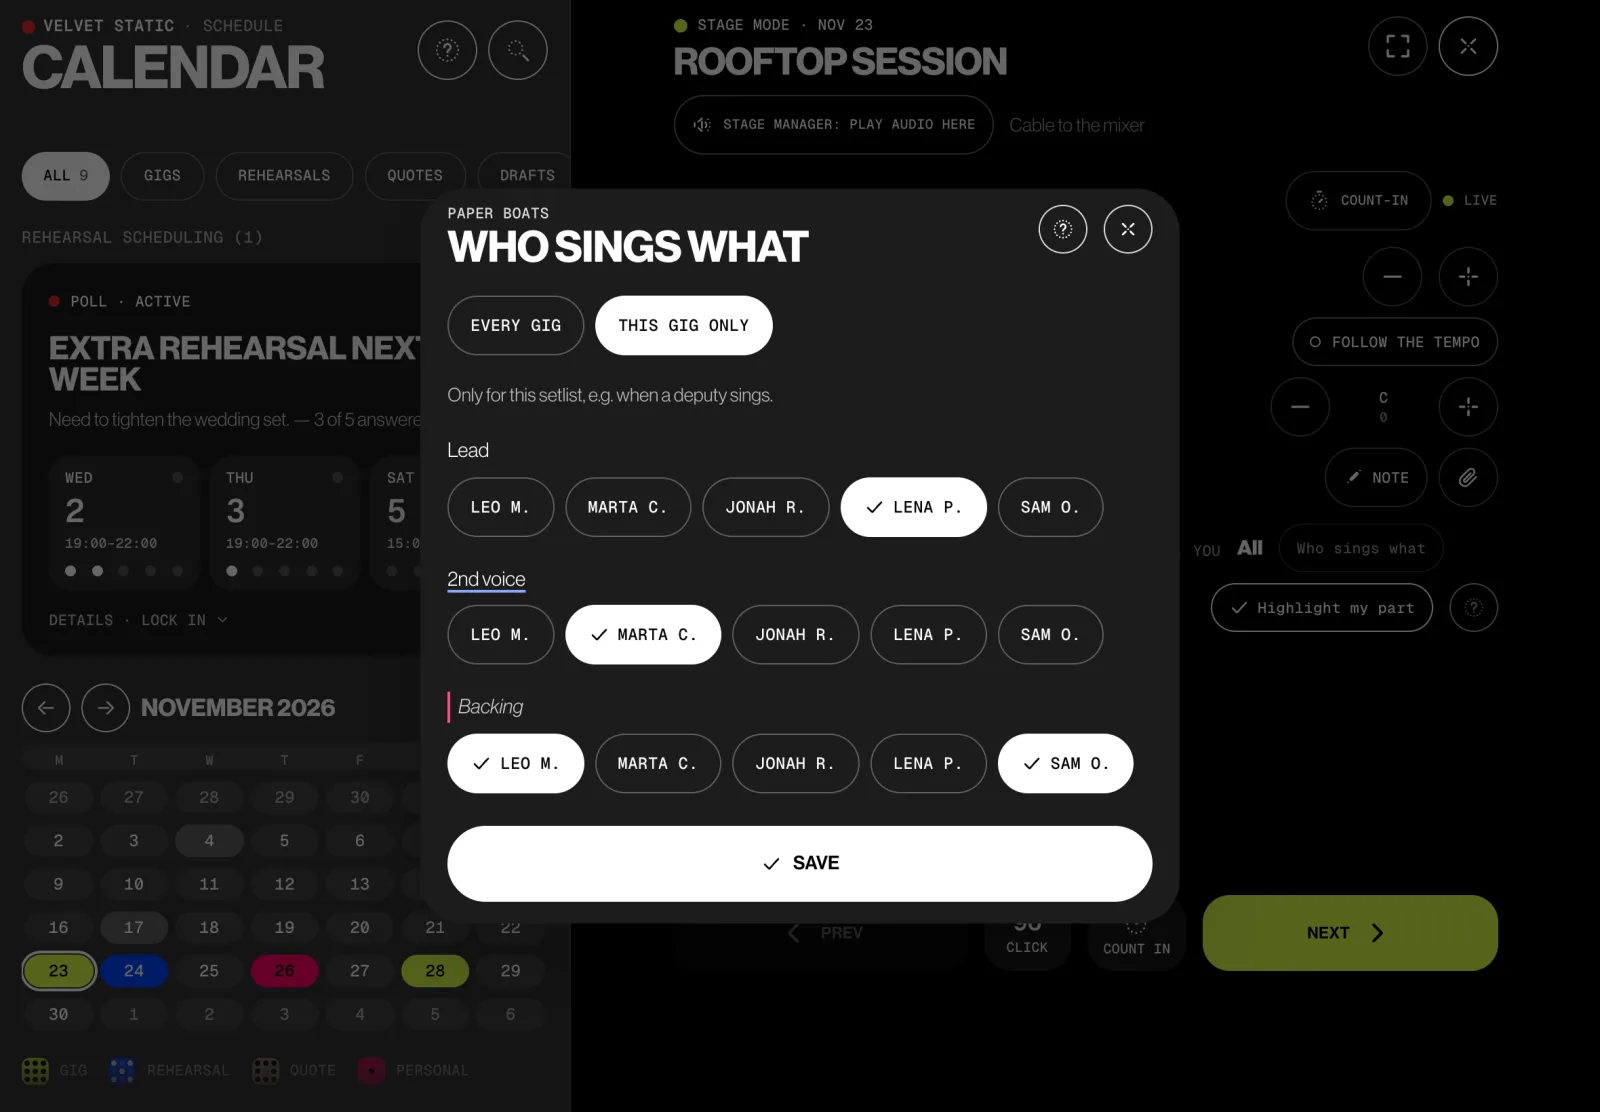 VELVET STATIC · SCHEDULE
CALENDAR
ALL 9
GIGS
REHEARSALS
QUOTES
DRAFTS
REHEARSAL SCHEDULING (1)
POLL · ACTIVE
EXTRA REHEARSAL NEXT
WEEK
Need to tighten the wedding set. — 3 of 5 answere
WED
2
19:00–22:00
THU
3
19:00–22:00
SAT
5
15:0
DETAILS · LOCK IN
NOVEMBER 2026
M T W T F
26 27 28 29 30
2 3 4 5 6
9 10 11 12 13
16 17 18 19 20 21 22
23 24 25 26 27 28 29
30 1 2 3 4 5 6
GIG
REHEARSAL
QUOTE
PERSONAL
STAGE MODE · NOV 23
ROOFTOP SESSION
STAGE MANAGER: PLAY AUDIO HERE
Cable to the mixer
COUNT-IN
LIVE
FOLLOW THE TEMPO
C
0
NOTE
YOU
All
Who sings what
Highlight my part
PAPER BOATS
WHO SINGS WHAT
EVERY GIG
THIS GIG ONLY
Only for this setlist, e.g. when a deputy sings.
Lead
LEO M.
MARTA C.
JONAH R.
LENA P.
SAM O.
2nd voice
LEO M.
MARTA C.
JONAH R.
LENA P.
SAM O.
Backing
LEO M.
MARTA C.
JONAH R.
LENA P.
SAM O.
SAVE
PREV
CLICK
COUNT IN
NEXT